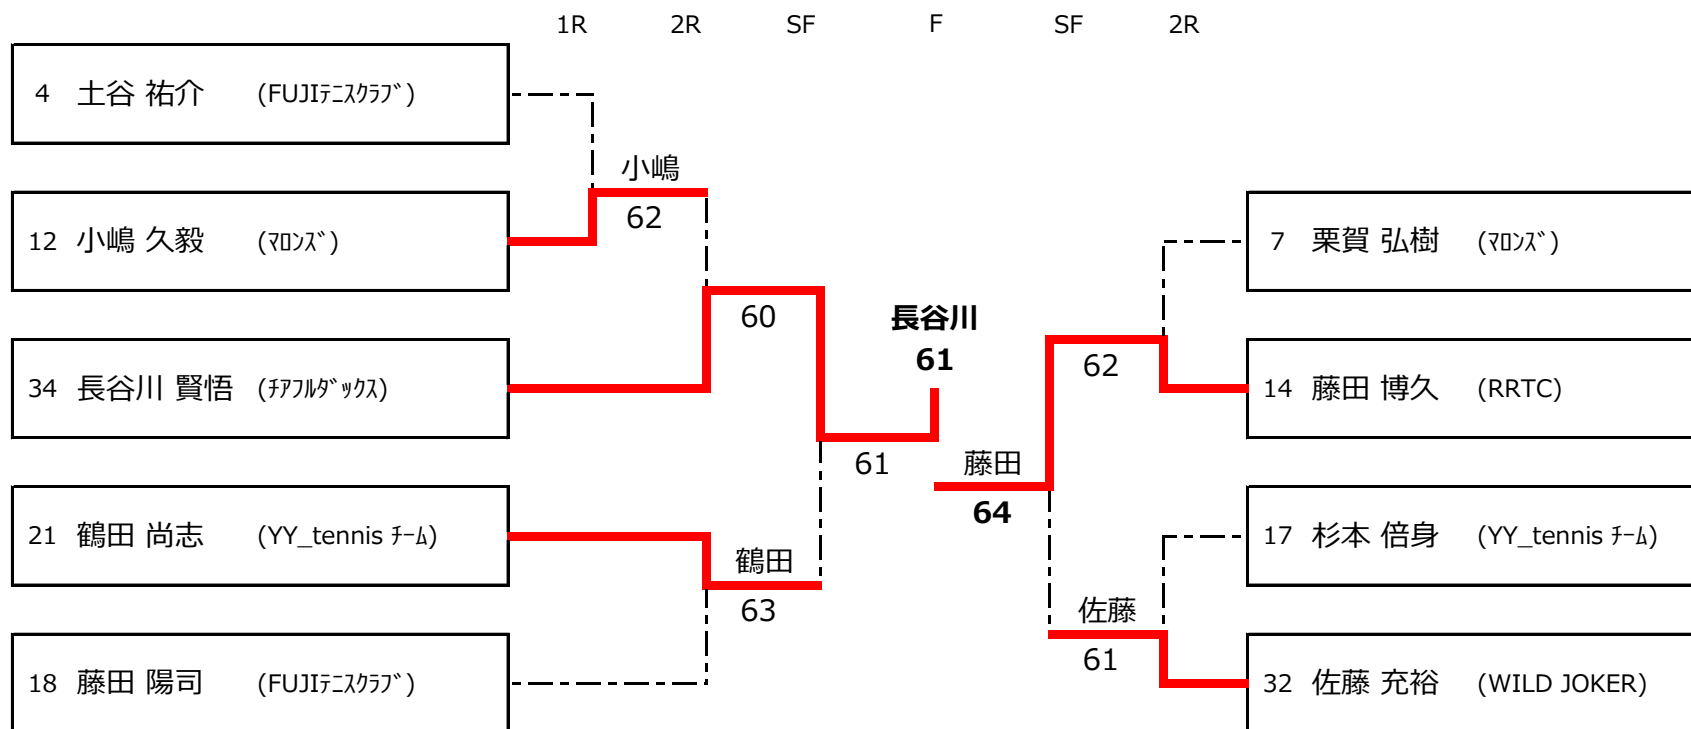 1R 2R SF F SF 2R
4 土谷 祐介 (FUJIﾃﾆｽｸﾗﾌﾞ)
小嶋
62
12 小嶋 久毅 (ﾏﾛﾝｽﾞ)
7 栗賀 弘樹 (ﾏﾛﾝｽﾞ)
60
長谷川
61
62
34 長谷川 賢悟 (ﾁｱﾌﾙﾀﾞｯｸｽ)
14 藤田 博久 (RRTC)
61
藤田
64
21 鶴田 尚志 (YY_tennis ﾁｰﾑ)
17 杉本 倍身 (YY_tennis ﾁｰﾑ)
鶴田
63
佐藤
61
18 藤田 陽司 (FUJIﾃﾆｽｸﾗﾌﾞ)
32 佐藤 充裕 (WILD JOKER)